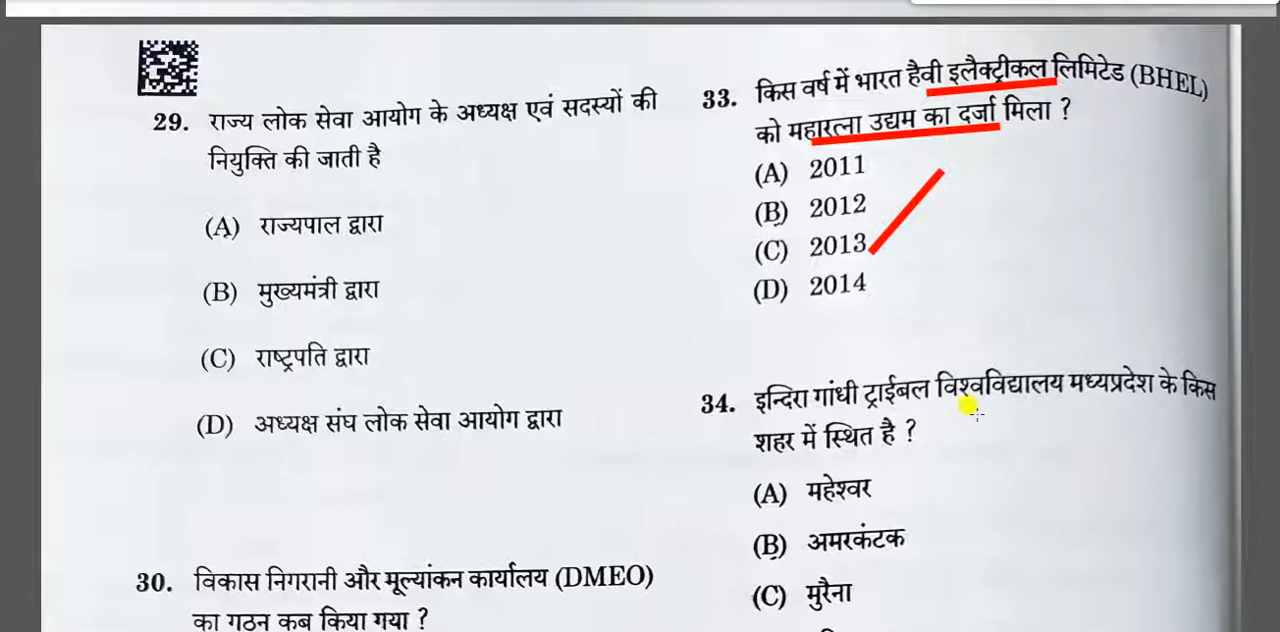 29. राज्य लोक सेवा आयोग के अध्यक्ष एवं सदस्यों की
नियुक्ति की जाती है
(A) राज्यपाल द्वारा
(B) मुख्यमंत्री द्वारा
(C) राष्ट्रपति द्वारा
(D) अध्यक्ष संघ लोक सेवा आयोग द्वारा
30. विकास निगरानी और मूल्यांकन कार्यालय (DMEO)
का गठन कब किया गया ?
33. किस वर्ष में भारत हैवी इलैक्ट्रीकल लिमिटेड (BHEL)
को महारत्ना उद्यम का दर्जा मिला ?
(A) 2011
(B) 2012
(C) 2013
(D) 2014
34. इन्दिरा गांधी ट्राईबल विश्वविद्यालय मध्यप्रदेश के किस
शहर में स्थित है ?
(A) महेश्वर
(B) अमरकंटक
(C) मुरैना